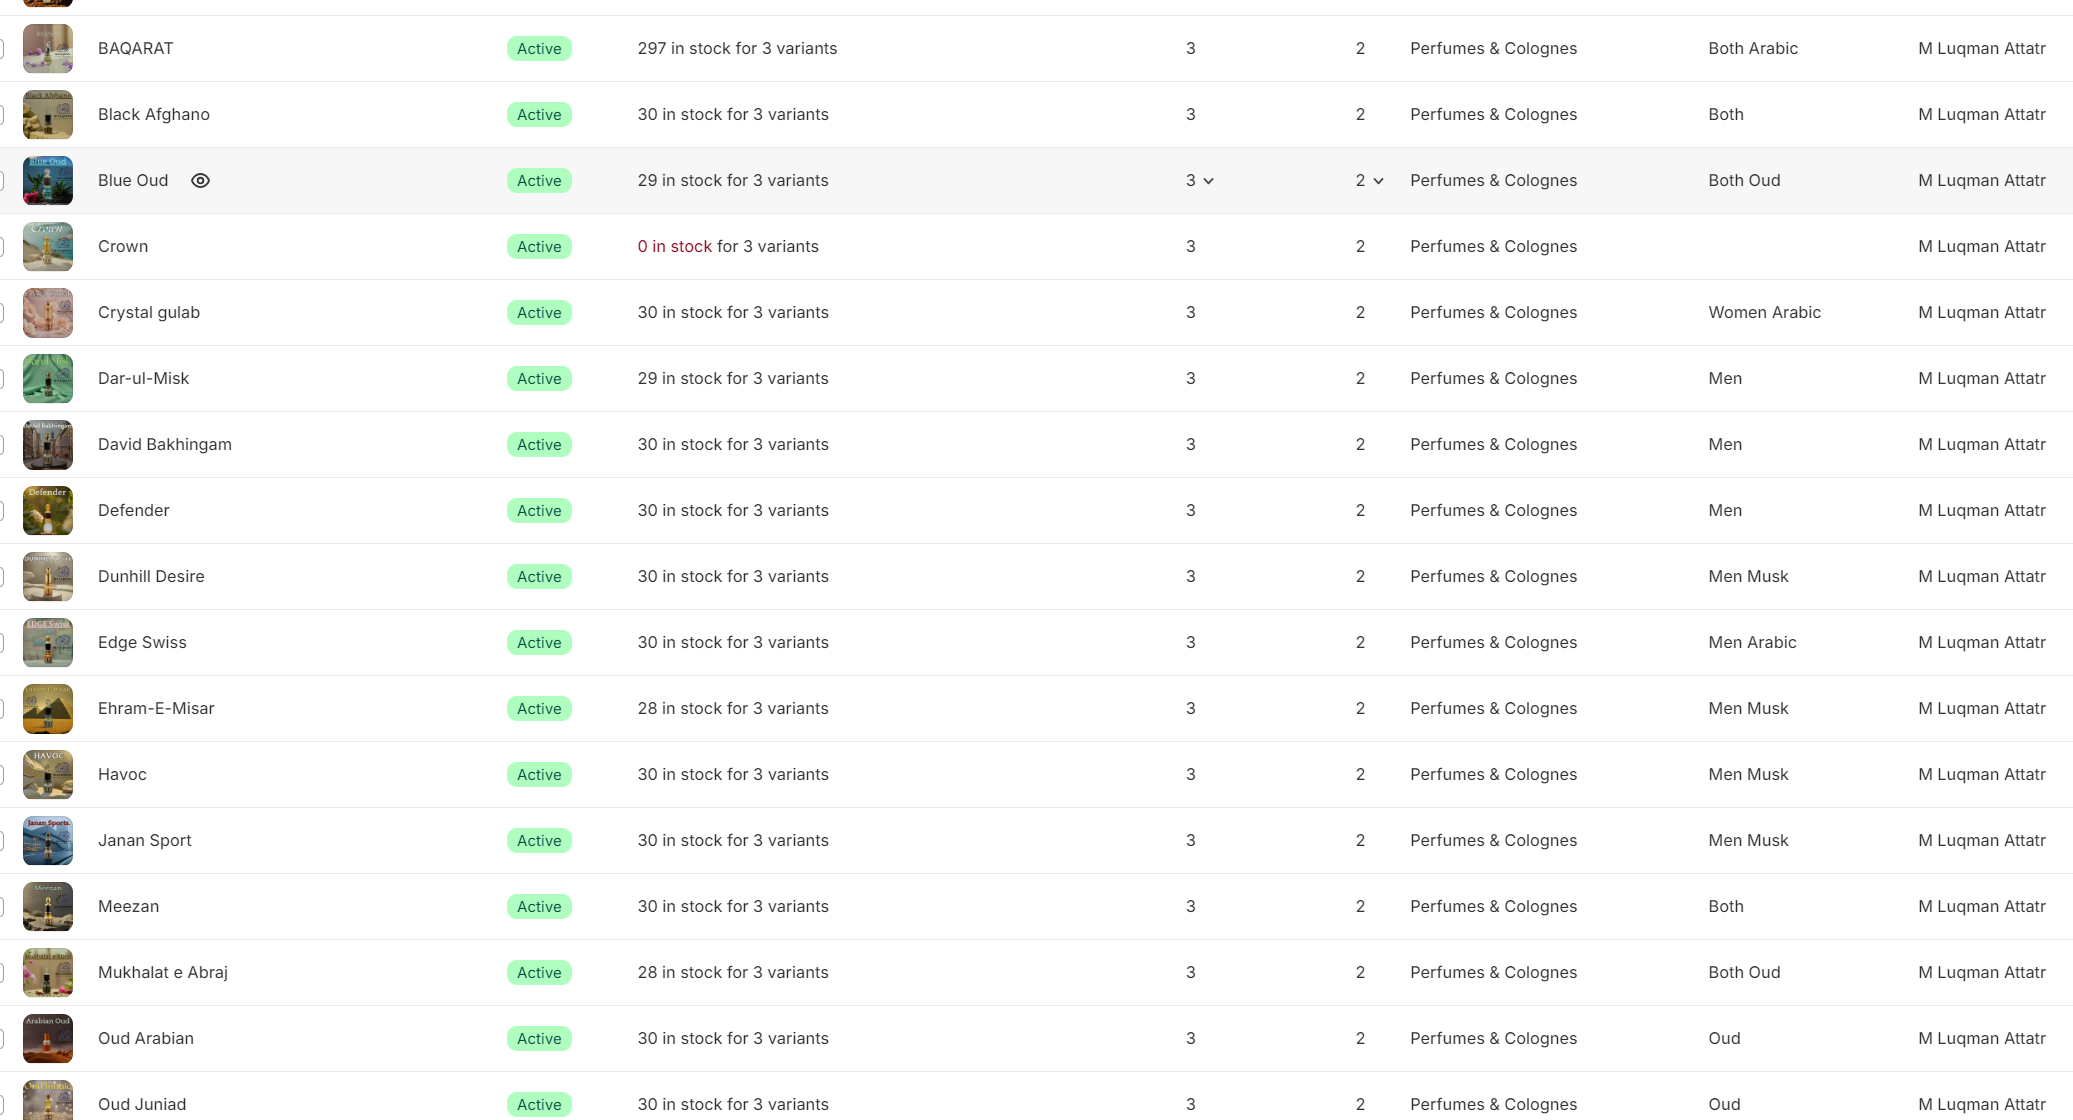 BAQARAT Active 297 in stock for 3 variants 3 2 Perfumes & Colognes Both Arabic M Luqman Attatr
Black Afghano Active 30 in stock for 3 variants 3 2 Perfumes & Colognes Both M Luqman Attatr
Blue Oud Active 29 in stock for 3 variants 3 2 Perfumes & Colognes Both Oud M Luqman Attatr
Crown Active 0 in stock for 3 variants 3 2 Perfumes & Colognes M Luqman Attatr
Crystal gulab Active 30 in stock for 3 variants 3 2 Perfumes & Colognes Women Arabic M Luqman Attatr
Dar-ul-Misk Active 29 in stock for 3 variants 3 2 Perfumes & Colognes Men M Luqman Attatr
David Bakhingam Active 30 in stock for 3 variants 3 2 Perfumes & Colognes Men M Luqman Attatr
Defender Active 30 in stock for 3 variants 3 2 Perfumes & Colognes Men M Luqman Attatr
Dunhill Desire Active 30 in stock for 3 variants 3 2 Perfumes & Colognes Men Musk M Luqman Attatr
Edge Swiss Active 30 in stock for 3 variants 3 2 Perfumes & Colognes Men Arabic M Luqman Attatr
Ehram-E-Misar Active 28 in stock for 3 variants 3 2 Perfumes & Colognes Men Musk M Luqman Attatr
Havoc Active 30 in stock for 3 variants 3 2 Perfumes & Colognes Men Musk M Luqman Attatr
Janan Sport Active 30 in stock for 3 variants 3 2 Perfumes & Colognes Men Musk M Luqman Attatr
Meezan Active 30 in stock for 3 variants 3 2 Perfumes & Colognes Both M Luqman Attatr
Mukhalat e Abraj Active 28 in stock for 3 variants 3 2 Perfumes & Colognes Both Oud M Luqman Attatr
Oud Arabian Active 30 in stock for 3 variants 3 2 Perfumes & Colognes Oud M Luqman Attatr
Oud Juniad Active 30 in stock for 3 variants 3 2 Perfumes & Colognes Oud M Luqman Attatr